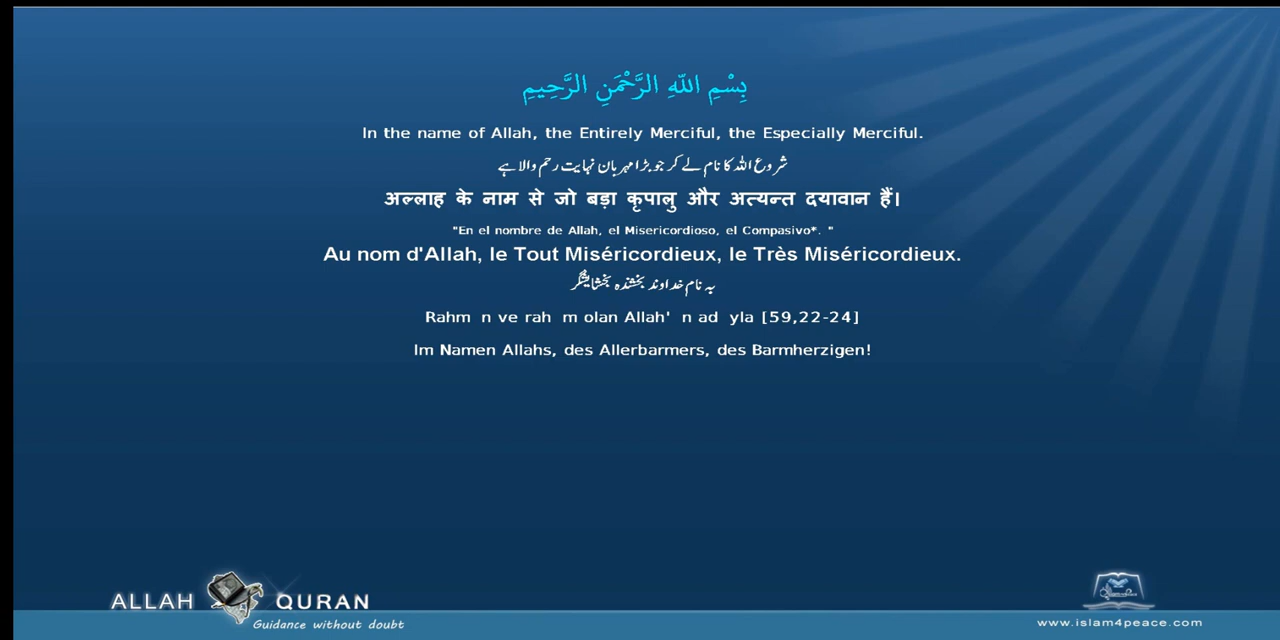 بِسْمِ اللّٰهِ الرَّحْمَنِ الرَّحِيمِ
In the name of Allah, the Entirely Merciful, the Especially Merciful.
شروع اللہ کا نام لے کر جو بڑا مہربان نہایت رحم والا ہے
अल्लाह के नाम से जो बड़ा कृपालु और अत्यन्त दयावान हैं।
"En el nombre de Allah, el Misericordioso, el Compasivo*. "
Au nom d'Allah, le Tout Miséricordieux, le Très Miséricordieux.
به نام خداوند بخشنده بخشایشگر
Rahm n ve rah m olan Allah' n ad yla [59,22-24]
Im Namen Allahs, des Allerbarmers, des Barmherzigen!
ALLAH QURAN
Guidance without doubt
www.islam4peace.com